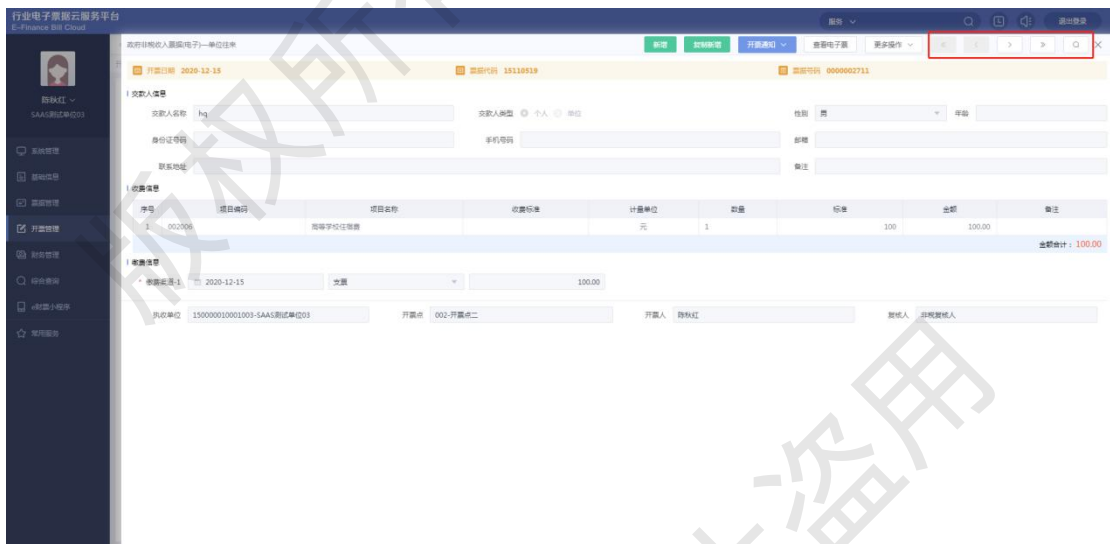 行业电子票据云服务平台
E-Finance Bill Cloud
服务
退出登录
政府非税收入票据(电子)—单位往来
新增
复制新增
开票通知
查看电子票
更多操作
开票日期 2020-12-15
票据代码 15110519
票据号码 0000002711
陈秋红
SAAS测试单位03
交款人信息
交款人名称 hq 交款人类型 个人 单位 性别 男 年龄
身份证号码 手机号码 邮箱
联系地址 备注
系统管理
基础信息
票据管理
开票管理
财务管理
综合查询
e财票小程序
常用服务
收费信息
序号 项目编码 项目名称 收费标准 计量单位 数量 标准 金额 备注
1 002006 高等学校住宿费 元 1 100 100.00
金额合计：100.00
缴费信息
* 缴费渠道-1 2020-12-15 支票 100.00
执收单位 150000010001003-SAAS测试单位03 开票点 002-开票点二 开票人 陈秋红 复核人 非税复核人
版权所
盗用